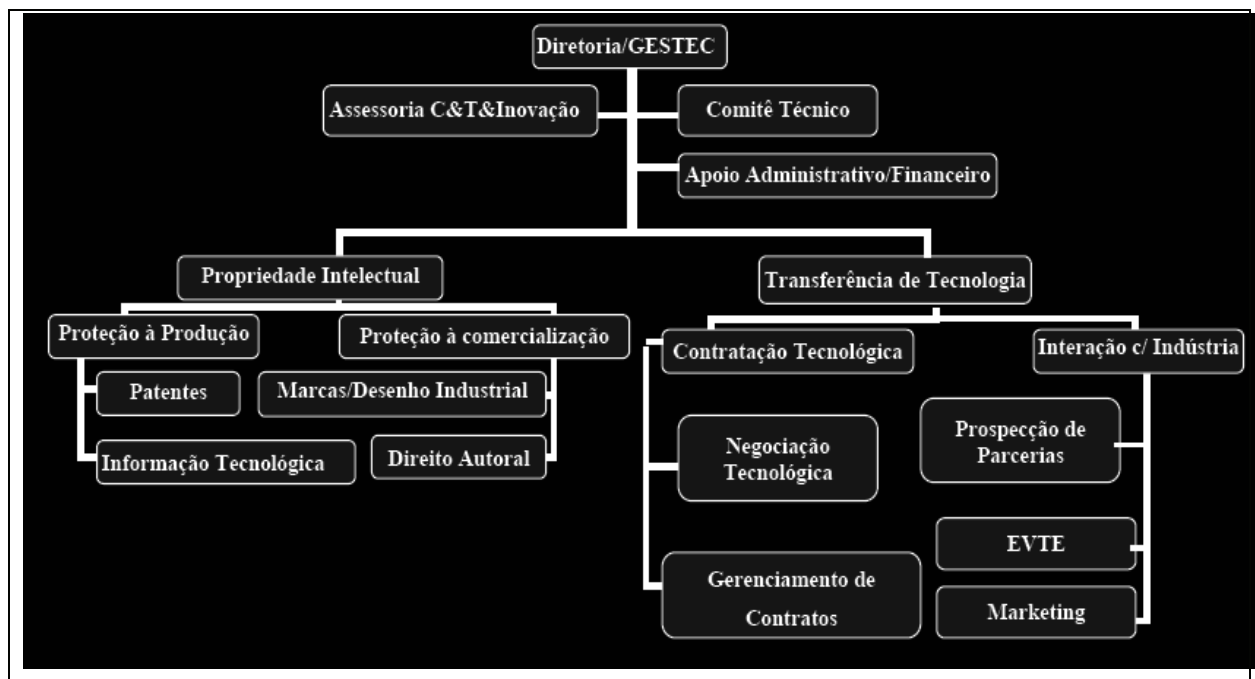 Diretoria/GESTEC
Assessoria C&T&Inovação
Comitê Técnico
Apoio Administrativo/Financeiro
Propriedade Intelectual
Transferência de Tecnologia
Proteção à Produção
Proteção à comercialização
Contratação Tecnológica
Interação c/ Indústria
Patentes
Marcas/Desenho Industrial
Informação Tecnológica
Direito Autoral
Negociação
Tecnológica
Prospecção de
Parcerias
EVTE
Gerenciamento de
Contratos
Marketing